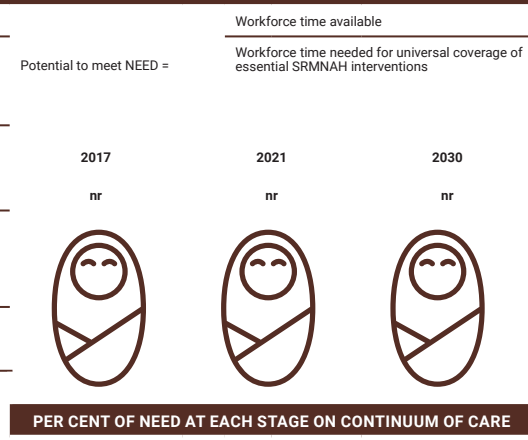 Workforce time available
Potential to meet NEED =
Workforce time needed for universal coverage of
essential SRMNAH interventions
2017 2021 2030
nr nr nr
PER CENT OF NEED AT EACH STAGE ON CONTINUUM OF CARE